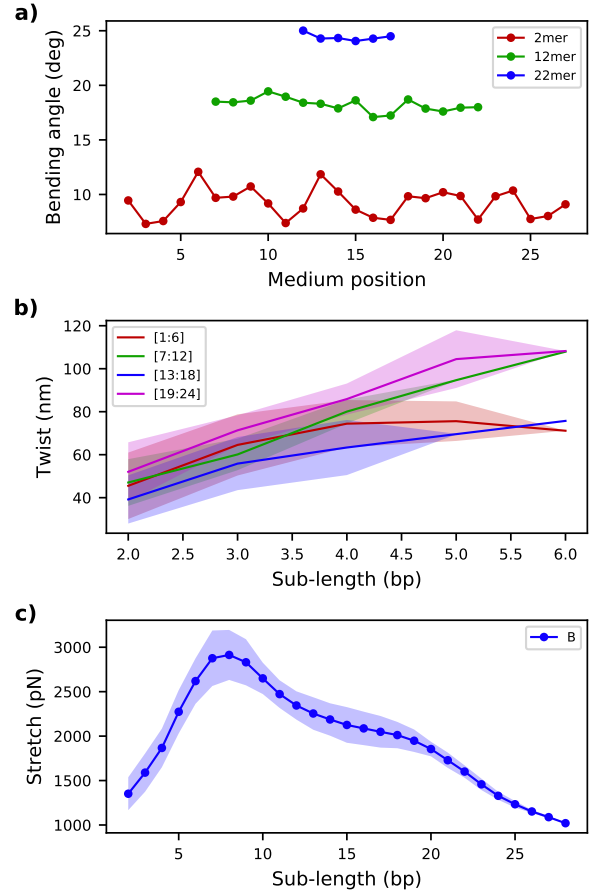 a)
Bending angle (deg)
25
20
15
10
2mer
12mer
22mer
5 10 15 20 25
Medium position
b)
Twist (nm)
120
100
80
60
40
[1:6]
[7:12]
[13:18]
[19:24]
2.0 2.5 3.0 3.5 4.0 4.5 5.0 5.5 6.0
Sub-length (bp)
c)
Stretch (pN)
3000
2500
2000
1500
1000
B
5 10 15 20 25
Sub-length (bp)